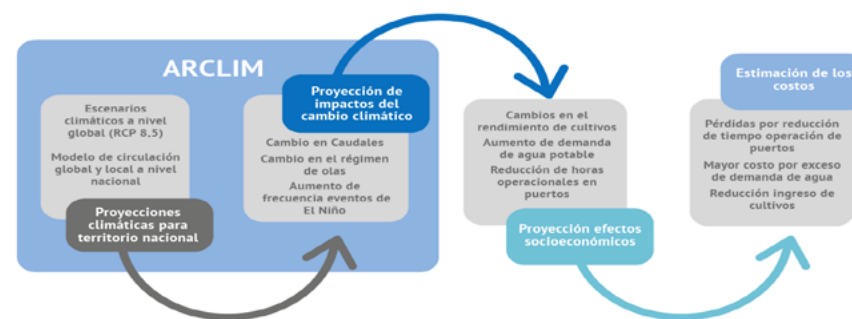 ARCLIM
Escenarios
climáticos a nivel
global (RCP 8.5)
Modelo de circulación
global y local a nivel
nacional
Proyecciones
climáticas para
territorio nacional
Proyección de
impactos del
cambio climático
Cambio en Caudales
Cambio en el régimen
de olas
Aumento de
frecuencia eventos de
El Niño
Cambios en el
rendimiento de cultivos
Aumento de demanda
de agua potable
Reducción de horas
operacionales en
puertos
Proyección efectos
socioeconómicos
Estimación de los
costos
Pérdidas por reducción
de tiempo operación de
puertos
Mayor costo por exceso
de demanda de agua
Reducción ingreso de
cultivos